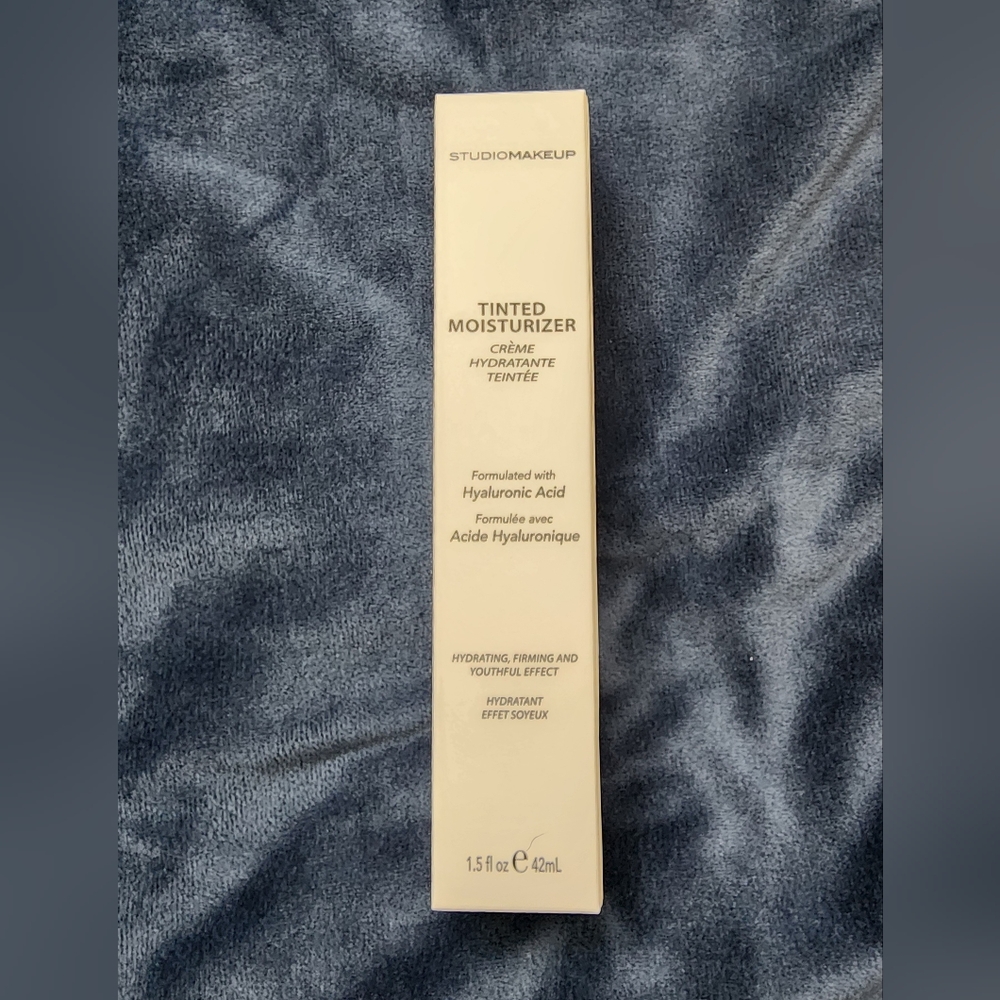 STUDIOMAKEUP
TINTED
MOISTURIZER
CRÈME
HYDRATANTE
TEINTÉE
Formulated with
Hyaluronic Acid
Formulée avec
Acide Hyaluronique
HYDRATING, FIRMING AND
YOUTHFUL EFFECT
HYDRATANT
EFFET SOYEUX
1.5 fl oz e 42mL